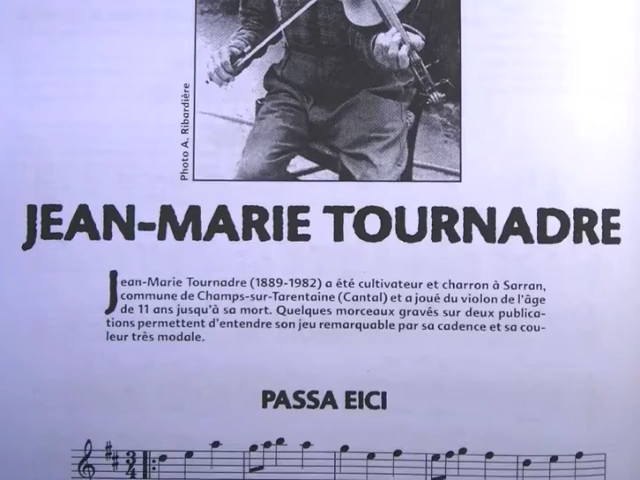 Photo A. Ribardière
JEAN-MARIE TOURNADRE
Jean-Marie Tournadre (1889-1982) a été cultivateur et charron à Sarran,
commune de Champs-sur-Tarentaine (Cantal) et a joué du violon de l'âge
de 11 ans jusqu'à sa mort. Quelques morceaux gravés sur deux publica-
tions permettent d'entendre son jeu remarquable par sa cadence et sa cou-
leur très modale.
PASSA EICI
3
4